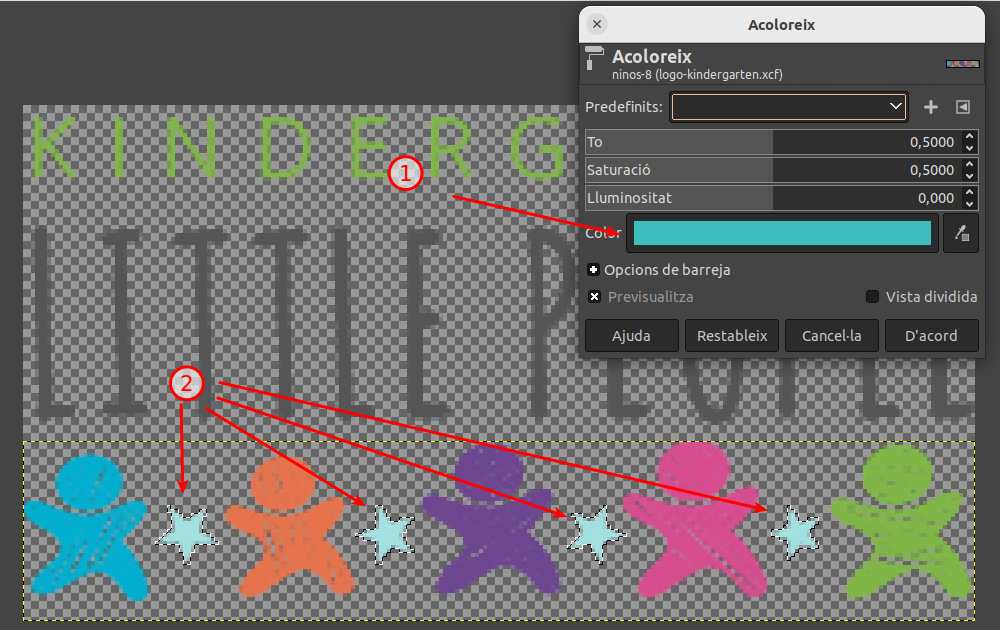 Acoloreix
Acoloreix
ninos-8 (logo-kindergarten.xcf)
Predefinits:
To 0,5000
Saturació 0,5000
Lluminositat 0,000
Color
Opcions de barreja
Previsualitza Vista dividida
Ajuda Restableix Cancel·la D'acord
KINDERG
1
LITTLE PEOPLE
2